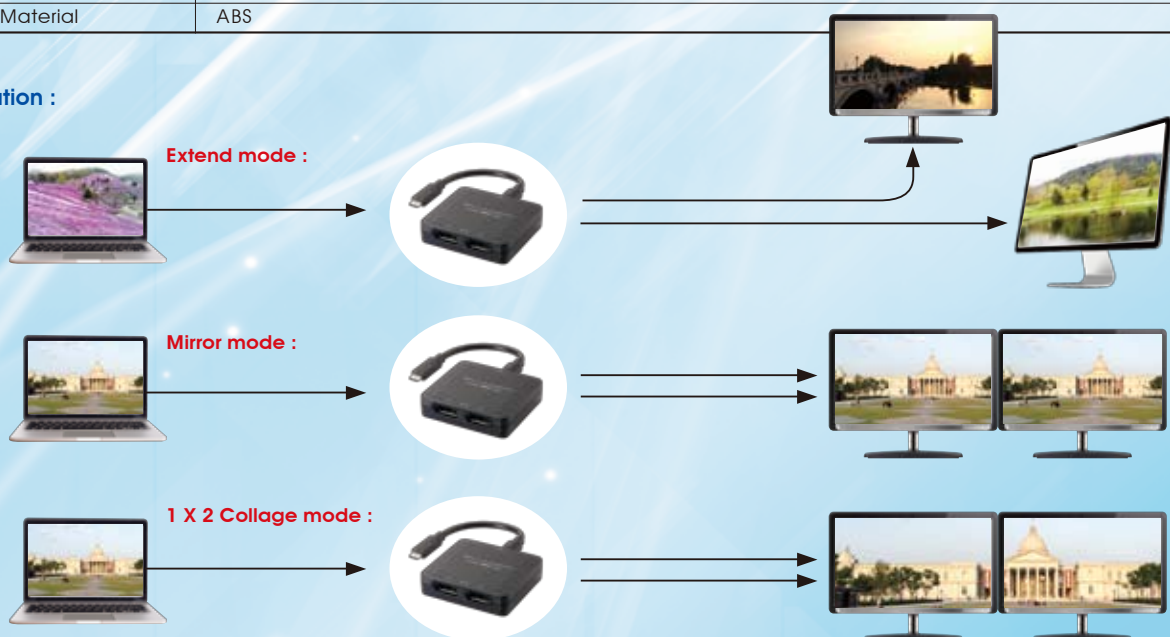 Material ABS
ation :
Extend mode :
Mirror mode :
1 X 2 Collage mode :